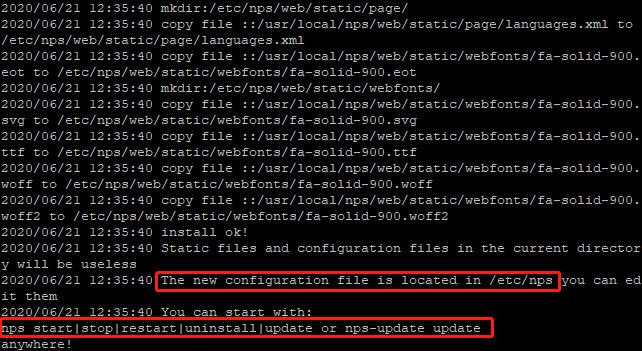 2020/06/21 12:35:40 mkdir:/etc/nps/web/static/page/
2020/06/21 12:35:40 copy file ::/usr/local/nps/web/static/page/languages.xml to
/etc/nps/web/static/page/languages.xml
2020/06/21 12:35:40 copy file ::/usr/local/nps/web/static/webfonts/fa-solid-900.
eot to /etc/nps/web/static/webfonts/fa-solid-900.eot
2020/06/21 12:35:40 mkdir:/etc/nps/web/static/webfonts/
2020/06/21 12:35:40 copy file ::/usr/local/nps/web/static/webfonts/fa-solid-900.
svg to /etc/nps/web/static/webfonts/fa-solid-900.svg
2020/06/21 12:35:40 copy file ::/usr/local/nps/web/static/webfonts/fa-solid-900.
ttf to /etc/nps/web/static/webfonts/fa-solid-900.ttf
2020/06/21 12:35:40 copy file ::/usr/local/nps/web/static/webfonts/fa-solid-900.
woff to /etc/nps/web/static/webfonts/fa-solid-900.woff
2020/06/21 12:35:40 copy file ::/usr/local/nps/web/static/webfonts/fa-solid-900.
woff2 to /etc/nps/web/static/webfonts/fa-solid-900.woff2
2020/06/21 12:35:40 install ok!
2020/06/21 12:35:40 Static files and configuration files in the current director
y will be useless
2020/06/21 12:35:40 The new configuration file is located in /etc/nps you can ed
it them
2020/06/21 12:35:40 You can start with:
nps start|stop|restart|uninstall|update or nps-update update
anywhere!